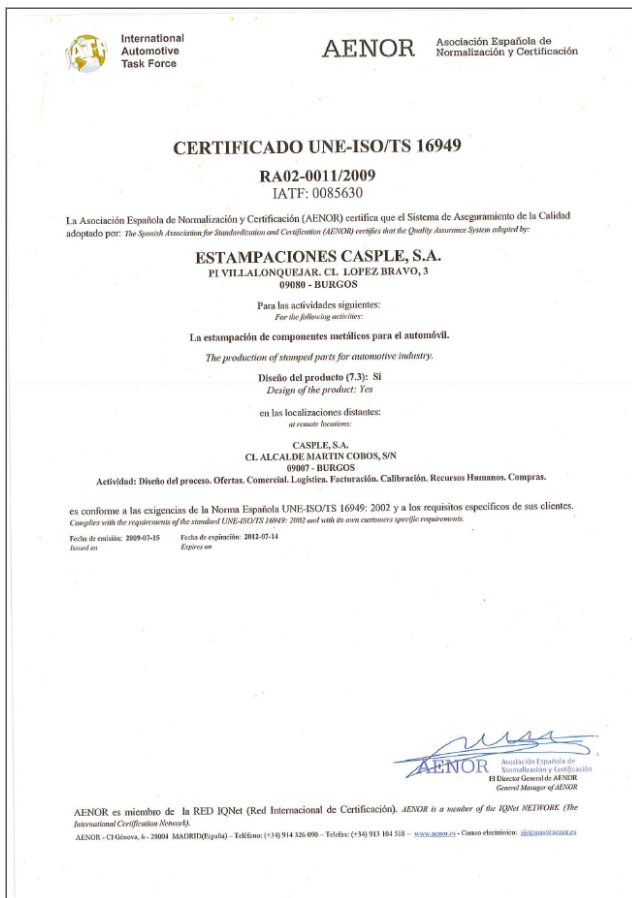 IATF
International
Automotive
Task Force
AENOR
Asociación Española de
Normalización y Certificación
CERTIFICADO UNE-ISO/TS 16949
RA02-0011/2009
IATF: 0085630
La Asociación Española de Normalización y Certificación (AENOR) certifica que el Sistema de Aseguramiento de la Calidad
adoptado por: The Spanish Association for Standardization and Certification (AENOR) certifies that the Quality Assurance System adopted by:
ESTAMPACIONES CASPLE, S.A.
PI VILLALONQUEJAR. CL LOPEZ BRAVO, 3
09080 - BURGOS
Para las actividades siguientes:
For the following activities:
La estampación de componentes metálicos para el automóvil.
The production of stamped parts for automotive industry.
Diseño del producto (7.3): Si
Design of the product: Yes
en las localizaciones distantes:
at remote locations:
CASPLE, S.A.
CL ALCALDE MARTIN COBOS, S/N
09007 - BURGOS
Actividad: Diseño del proceso. Ofertas. Comercial. Logística. Facturación. Calibración. Recursos Humanos. Compras.
es conforme a las exigencias de la Norma Española UNE-ISO/TS 16949: 2002 y a los requisitos específicos de sus clientes.
Complies with the requirements of the standard UNE-ISO/TS 16949: 2002 and with its own customers specific requirements.
Fecha de emisión: 2009-07-15 Fecha de expiración: 2012-07-14
Issued on Expires on
AENOR
Asociación Española de
Normalización y Certificación
El Director General de AENOR
General Manager of AENOR
AENOR es miembro de la RED IQNet (Red Internacional de Certificación). AENOR is a member of the IQNet NETWORK (The
International Certification Network).
AENOR - C/ Génova, 6 - 28004 MADRID(España) – Teléfono: (+34) 914 326 090 – Telefax: (+34) 913 104 518 – www.aenor.es - Correo electrónico: